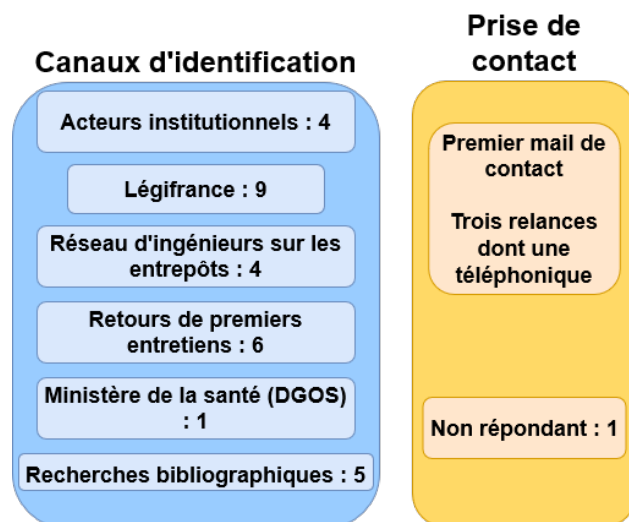 Canaux d'identification
Acteurs institutionnels : 4
Légifrance : 9
Réseau d'ingénieurs sur les
entrepôts : 4
Retours de premiers
entretiens : 6
Ministère de la santé (DGOS)
: 1
Recherches bibliographiques : 5
Prise de
contact
Premier mail de
contact
Trois relances
dont une
téléphonique
Non répondant : 1